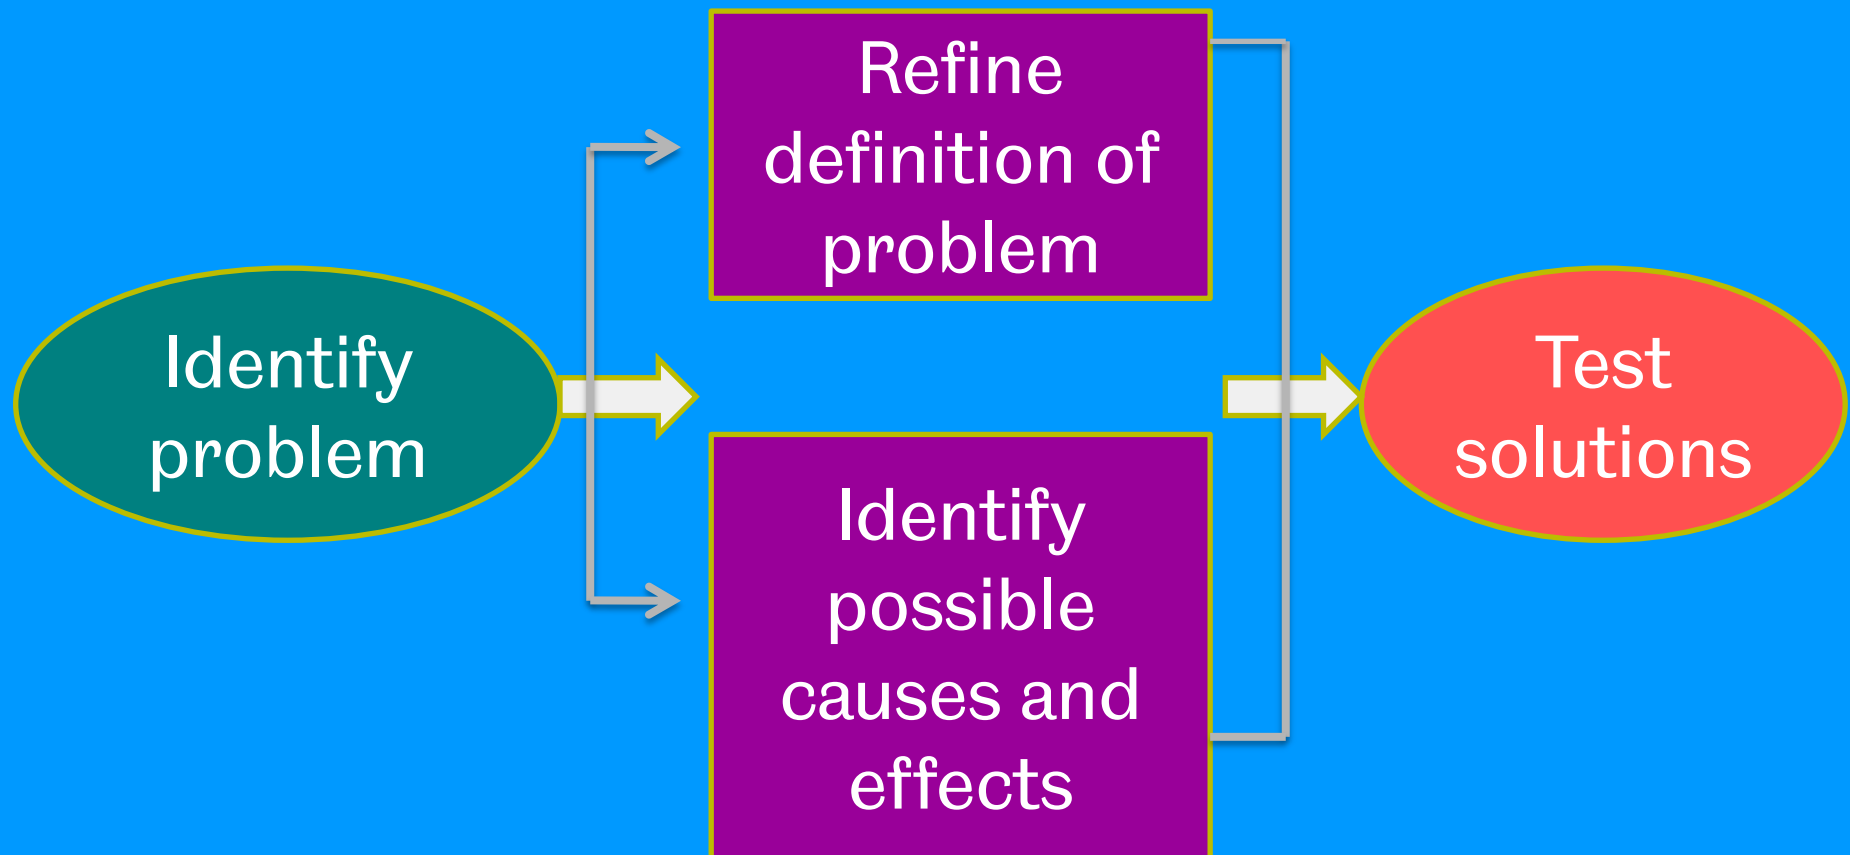 Identify
problem
Refine
definition of
problem
Identify
possible
causes and
effects
Test
solutions